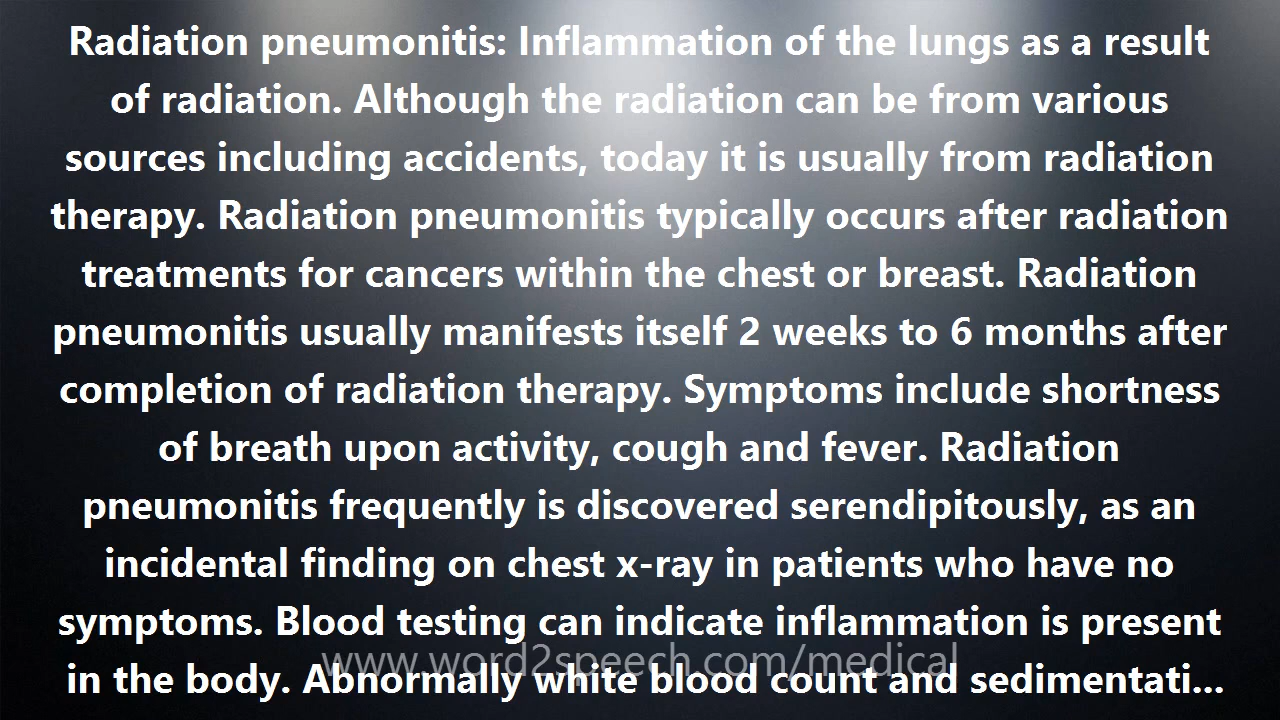 Radiation pneumonitis: Inflammation of the lungs as a result
of radiation. Although the radiation can be from various
sources including accidents, today it is usually from radiation
therapy. Radiation pneumonitis typically occurs after radiation
treatments for cancers within the chest or breast. Radiation
pneumonitis usually manifests itself 2 weeks to 6 months after
completion of radiation therapy. Symptoms include shortness
of breath upon activity, cough and fever. Radiation
pneumonitis frequently is discovered serendipitously, as an
incidental finding on chest x-ray in patients who have no
symptoms. Blood testing can indicate inflammation is present
www.word2speech.com/medical
in the body. Abnormally white blood count and sedimentati...